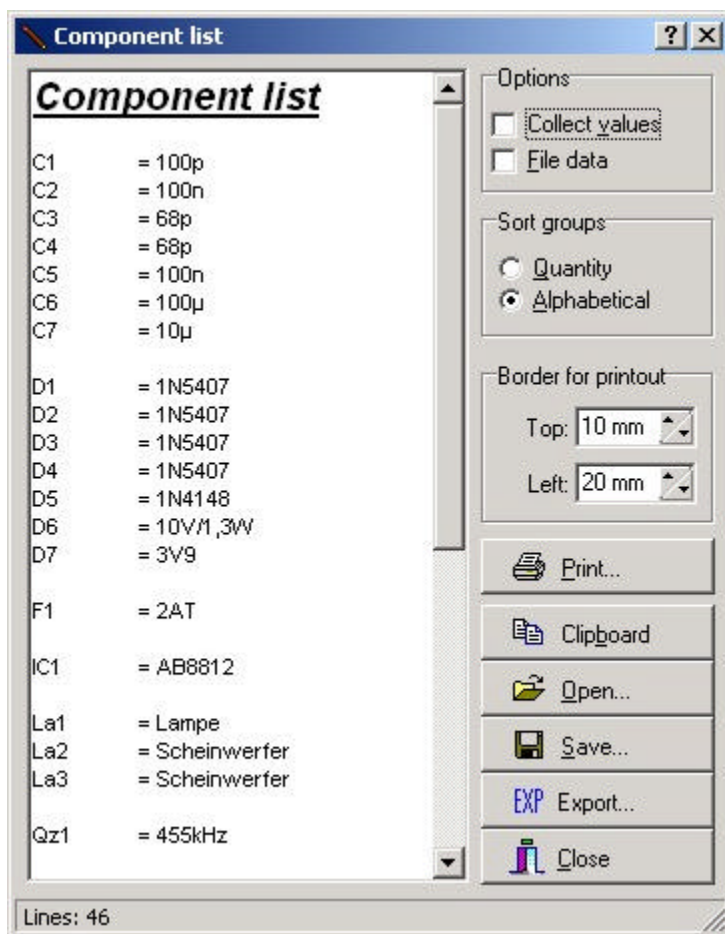 Component list
Component list
C1 = 100p
C2 = 100n
C3 = 68p
C4 = 68p
C5 = 100n
C6 = 100µ
C7 = 10µ
D1 = 1N5407
D2 = 1N5407
D3 = 1N5407
D4 = 1N5407
D5 = 1N4148
D6 = 10V/1,3W
D7 = 3V9
F1 = 2AT
IC1 = AB8812
La1 = Lampe
La2 = Scheinwerfer
La3 = Scheinwerfer
Qz1 = 455kHz
Options
Collect values
File data
Sort groups
Quantity
Alphabetical
Border for printout
Top: 10 mm
Left: 20 mm
Print...
Clipboard
Open...
Save...
EXP Export...
Close
Lines: 46